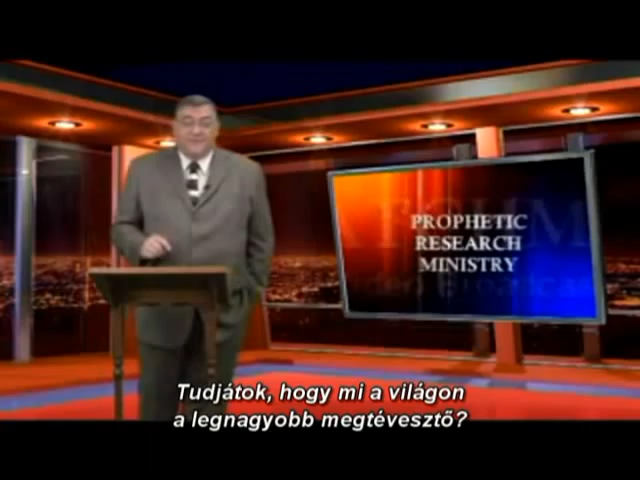 PROPHETIC
RESEARCH
MINISTRY
Tudjátok, hogy mi a világon
a legnagyobb megtévesztő?